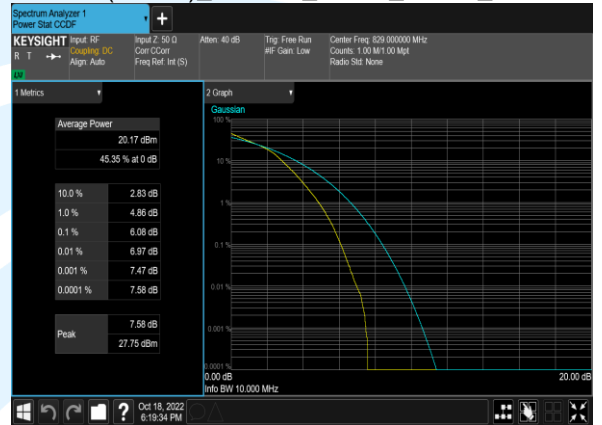 Spectrum Analyzer 1
Power Stat CCDF
+
KEYSIGHT
R T
LXI
Input: RF
Coupling: DC
Align: Auto
Input Z: 50 Ω
Corr CCorr
Freq Ref: Int (S)
Atten: 40 dB
Trig: Free Run
#IF Gain: Low
Center Freq: 829.000000 MHz
Counts: 1.00 M/1.00 Mpt
Radio Std: None
1 Metrics
Average Power
20.17 dBm
45.35 % at 0 dB
10.0 % 2.83 dB
1.0 % 4.86 dB
0.1 % 6.08 dB
0.01 % 6.97 dB
0.001 % 7.47 dB
0.0001 % 7.58 dB
Peak
7.58 dB
27.75 dBm
2 Graph
Gaussian
100 %
10 %
1 %
0.1 %
0.01 %
0.001 %
0.0001 %
0.00 dB 20.00 dB
Info BW 10.000 MHz
?
Oct 18, 2022
6:19:34 PM